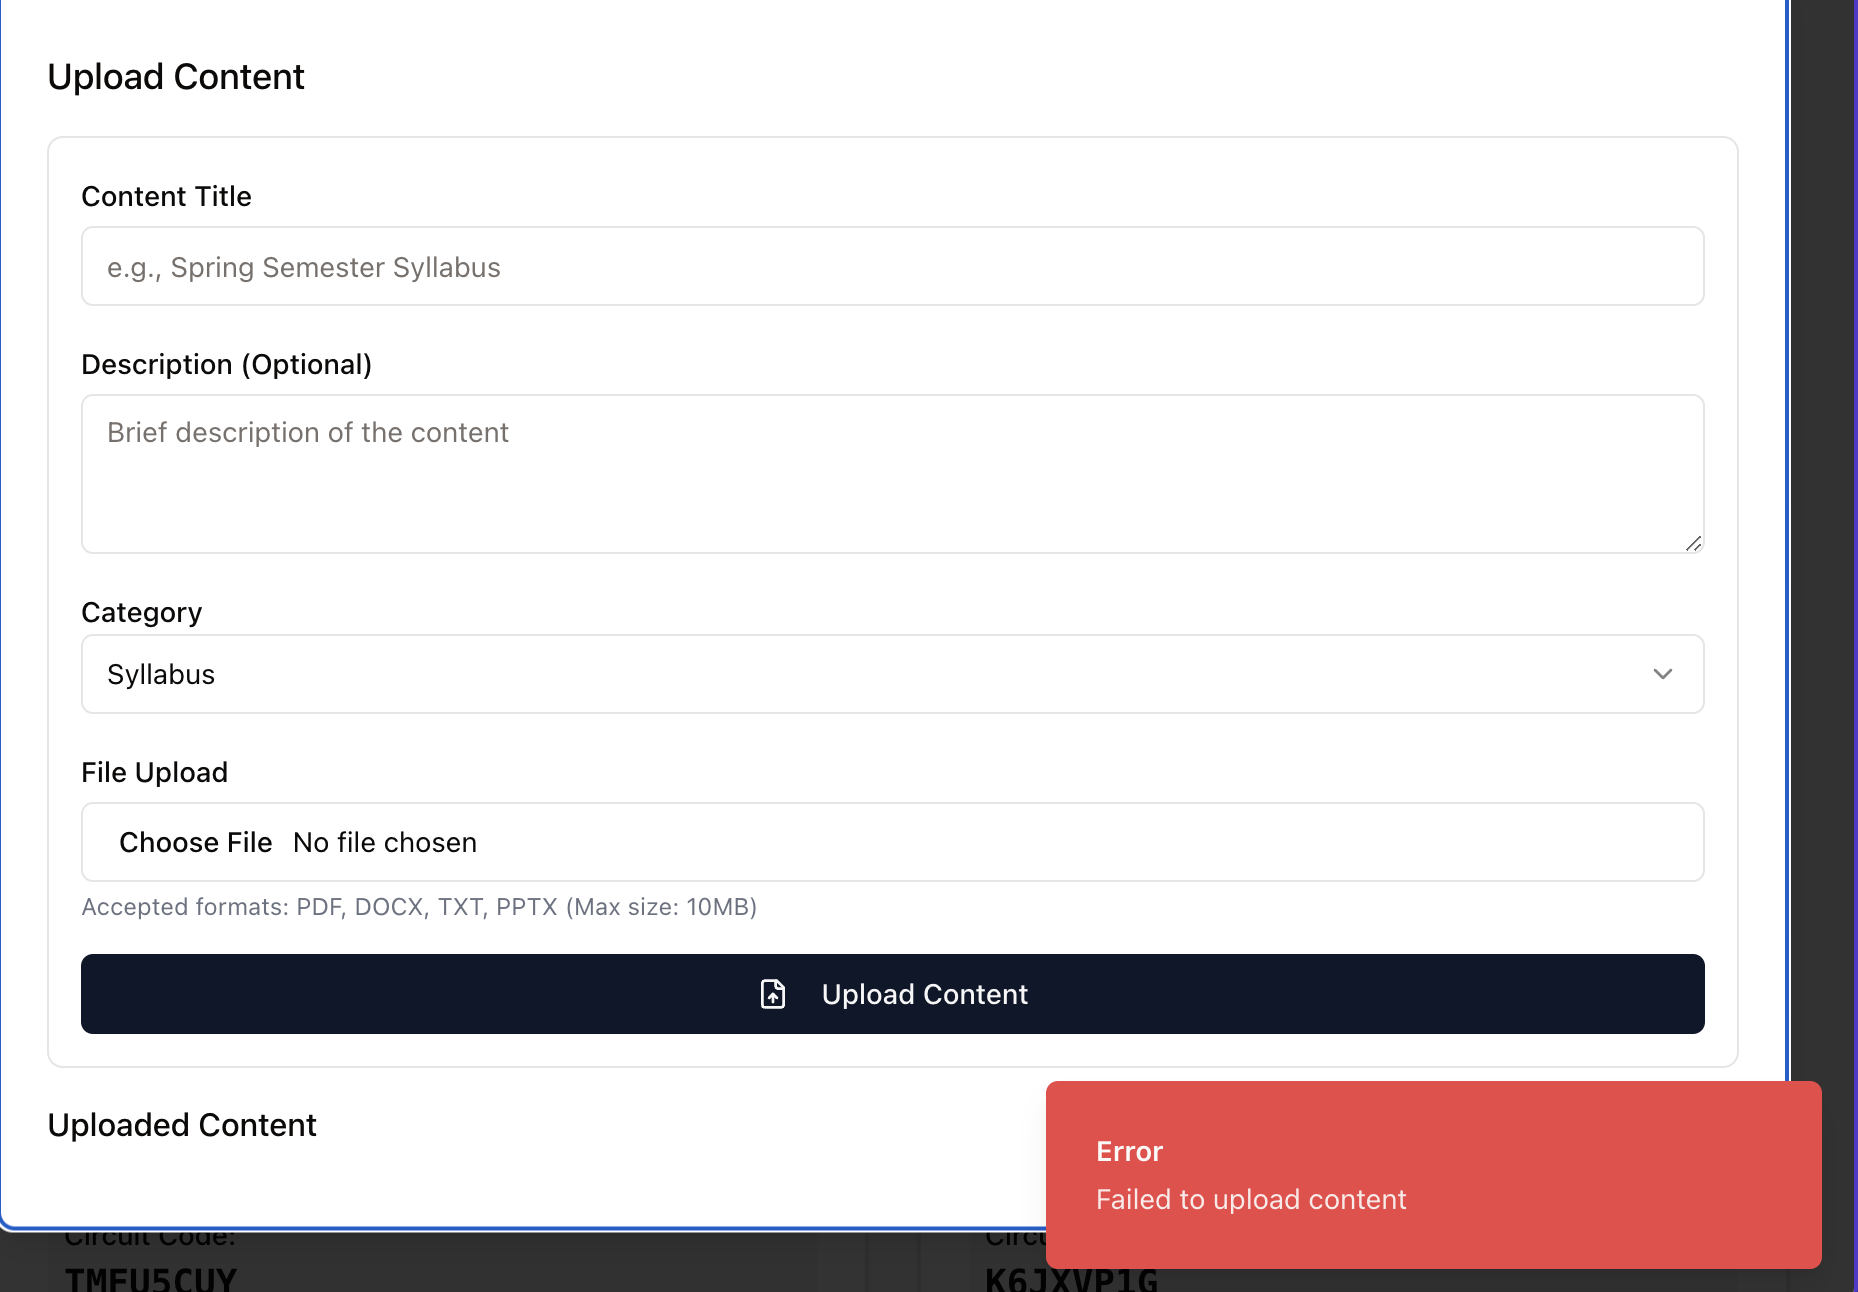 Upload Content
Content Title
e.g., Spring Semester Syllabus
Description (Optional)
Brief description of the content
Category
Syllabus
File Upload
Choose File No file chosen
Accepted formats: PDF, DOCX, TXT, PPTX (Max size: 10MB)
Upload Content
Uploaded Content
Error
Failed to upload content
Circuit Code:
TMFU5CUY
K6JXVP1G